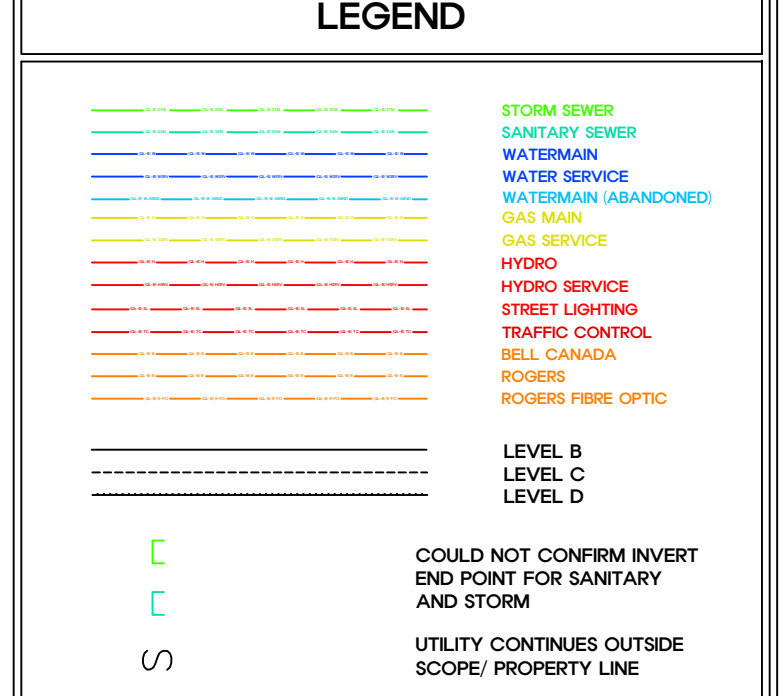 LEGEND
STORM SEWER
SANITARY SEWER
WATERMAIN
WATER SERVICE
WATERMAIN (ABANDONED)
GAS MAIN
GAS SERVICE
HYDRO
HYDRO SERVICE
STREET LIGHTING
TRAFFIC CONTROL
BELL CANADA
ROGERS
ROGERS FIBRE OPTIC
LEVEL B
LEVEL C
LEVEL D
COULD NOT CONFIRM INVERT
END POINT FOR SANITARY
AND STORM
UTILITY CONTINUES OUTSIDE
SCOPE/ PROPERTY LINE